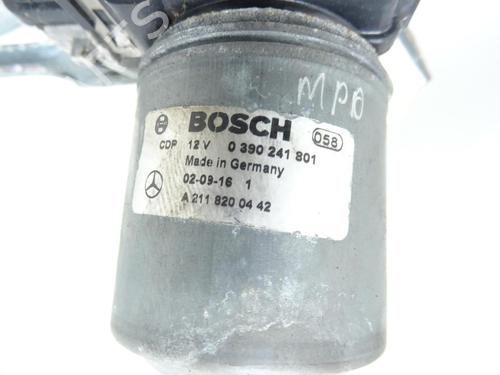 MPD
BOSCH 058
CDP 12 V 0 390 241 801
Made in Germany
02-09-16 1
A 211 820 04 42